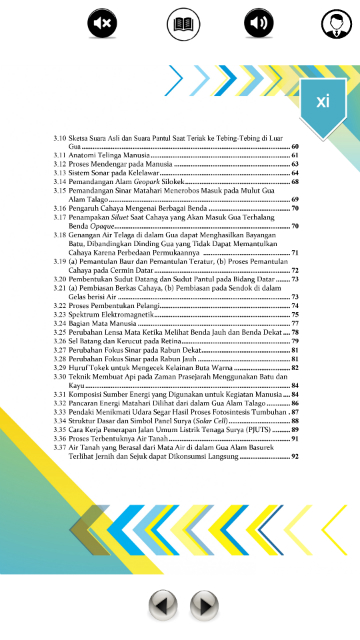 xi
3.10 Sketsa Suara Asli dan Suara Pantul Saat Teriak ke Tebing-Tebing di Luar
Gua ........ 60
3.11 Anatomi Telinga Manusia ........ 61
3.12 Proses Mendengar pada Manusia ........ 63
3.13 Sistem Sonar pada Kelelawar ........ 64
3.14 Pemandangan Alam Geopark Silokek ........ 68
3.15 Pemandangan Sinar Matahari Menerobos Masuk pada Mulut Gua
Alam Talago ........ 69
3.16 Pengaruh Cahaya Mengenai Berbagai Benda ........ 70
3.17 Penampakan Siluet Saat Cahaya yang Akan Masuk Gua Terhalang
Benda Opaque ........ 70
3.18 Genangan Air Telaga di dalam Gua dapat Menghasilkan Bayangan
Batu, Dibandingkan Dinding Gua yang Tidak Dapat Memantulkan
Cahaya Karena Perbedaan Permukaannya ........ 71
3.19 (a) Pemantulan Baur dan Pemantulan Teratur, (b) Proses Pemantulan
Cahaya pada Cermin Datar ........ 72
3.20 Pembentukan Sudut Datang dan Sudut Pantul pada Bidang Datar ........ 73
3.21 (a) Pembiasan Berkas Cahaya, (b) Pembiasan pada Sendok di dalam
Gelas berisi Air ........ 73
3.22 Proses Pembentukan Pelangi ........ 74
3.23 Spektrum Elektromagnetik ........ 75
3.24 Bagian Mata Manusia ........ 77
3.25 Perubahan Lensa Mata Ketika Melihat Benda Jauh dan Benda Dekat .... 78
3.26 Sel Batang dan Kerucut pada Retina ........ 79
3.27 Perubahan Fokus Sinar pada Rabun Dekat ........ 81
3.28 Perubahan Fokus Sinar pada Rabun Jauh ........ 81
3.29 Huruf Tokek untuk Mengecek Kelainan Buta Warna ........ 82
3.30 Teknik Membuat Api pada Zaman Prasejarah Menggunakan Batu dan
Kayu ........ 84
3.31 Komposisi Sumber Energi yang Digunakan untuk Kegiatan Manusia .... 84
3.32 Pancaran Energi Matahari Dilihat dari dalam Gua Alam Talago ........ 86
3.33 Pendaki Menikmati Udara Segar Hasil Proses Fotosintesis Tumbuhan . 87
3.34 Struktur Dasar dan Simbol Panel Surya (Solar Cell) ........ 88
3.35 Cara Kerja Penerapan Jalan Umum Listrik Tenaga Surya (PJUTS) ........ 89
3.36 Proses Terbentuknya Air Tanah ........ 91
3.37 Air Tanah yang Berasal dari Mata Air di dalam Gua Alam Basurek
Terlihat Jernih dan Sejuk dapat Dikonsumsi Langsung ........ 92